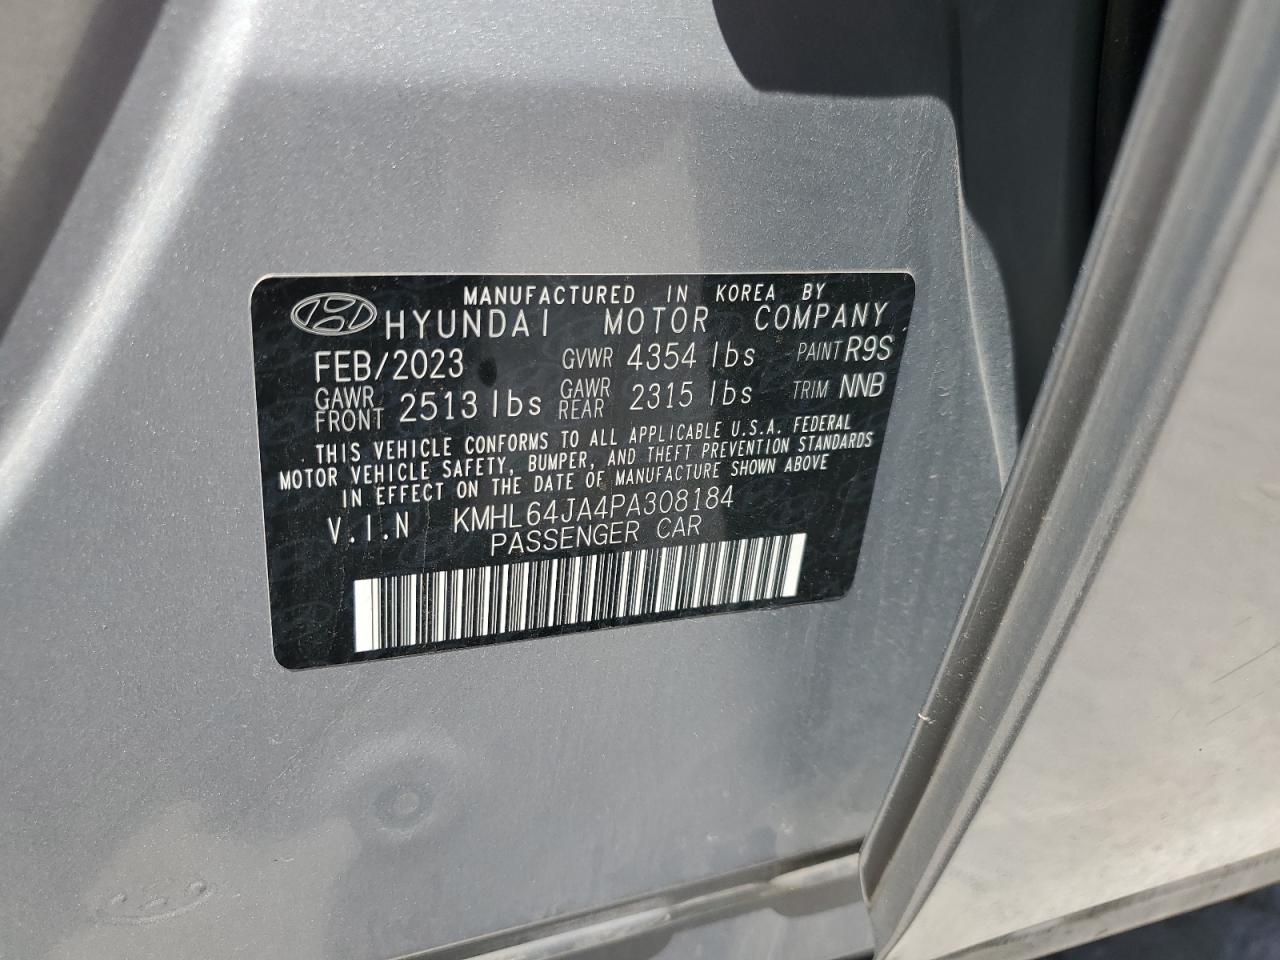 MANUFACTURED IN KOREA BY
HYUNDAI MOTOR COMPANY
FEB/2023 GVWR 4354 lbs PAINT R9S
GAWR FRONT 2513 lbs GAWR REAR 2315 lbs TRIM NNB
THIS VEHICLE CONFORMS TO ALL APPLICABLE U.S.A. FEDERAL
MOTOR VEHICLE SAFETY, BUMPER, AND THEFT PREVENTION STANDARDS
IN EFFECT ON THE DATE OF MANUFACTURE SHOWN ABOVE
V.I.N KMHL64JA4PA308184
PASSENGER CAR